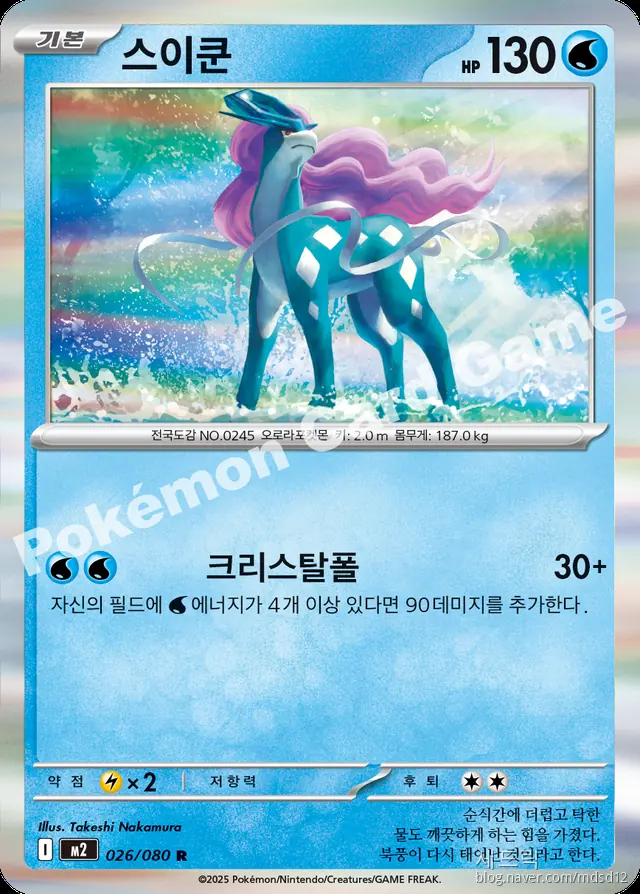 기본 스이쿤 HP 130
전국도감 NO.0245 오로라포켓몬 키: 2.0 m 몸무게: 187.0 kg
Pokémon Card Game
크리스탈폴 30+
자신의 필드에 에너지가 4개 이상 있다면 90데미지를 추가한다.
약점 ×2 저항력 후퇴
Illus. Takeshi Nakamura
순식간에 더럽고 탁한
물도 깨끗하게 하는 힘을 가졌다.
북풍이 다시 태어난 것이라고 한다.
I m2 026/080 R
blog.naver.com/mdsd12
©2025 Pokémon/Nintendo/Creatures/GAME FREAK.